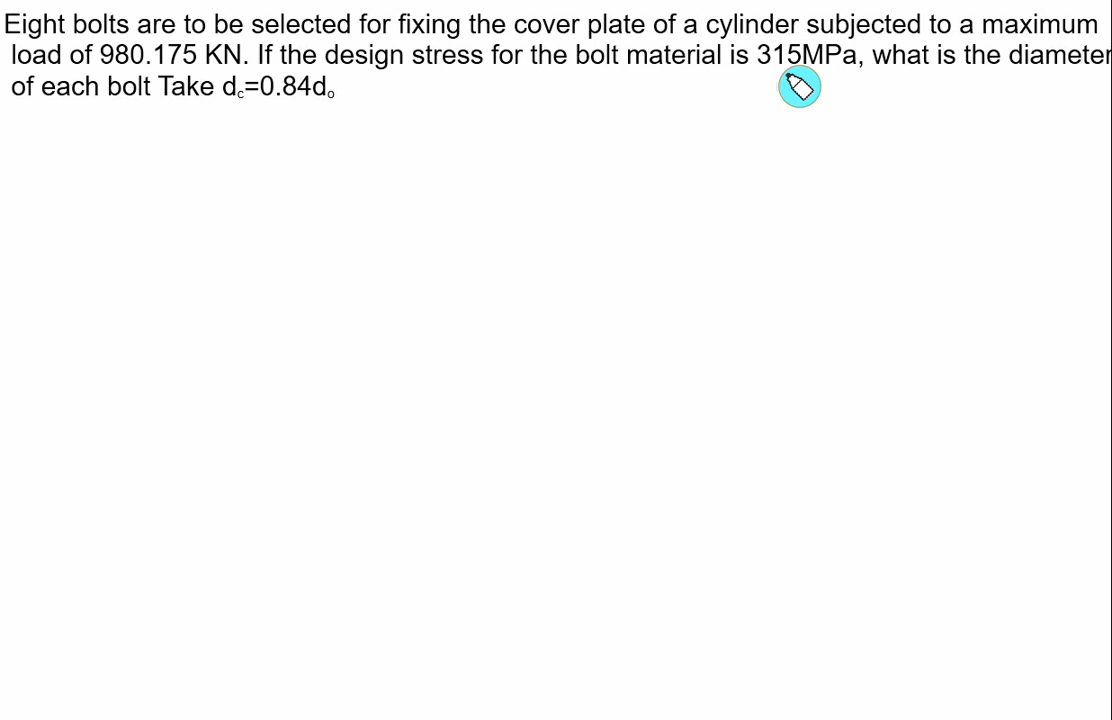 Eight bolts are to be selected for fixing the cover plate of a cylinder subjected to a maximum
load of 980.175 KN. If the design stress for the bolt material is 315MPa, what is the diameter
of each bolt Take d꜀=0.84dₒ